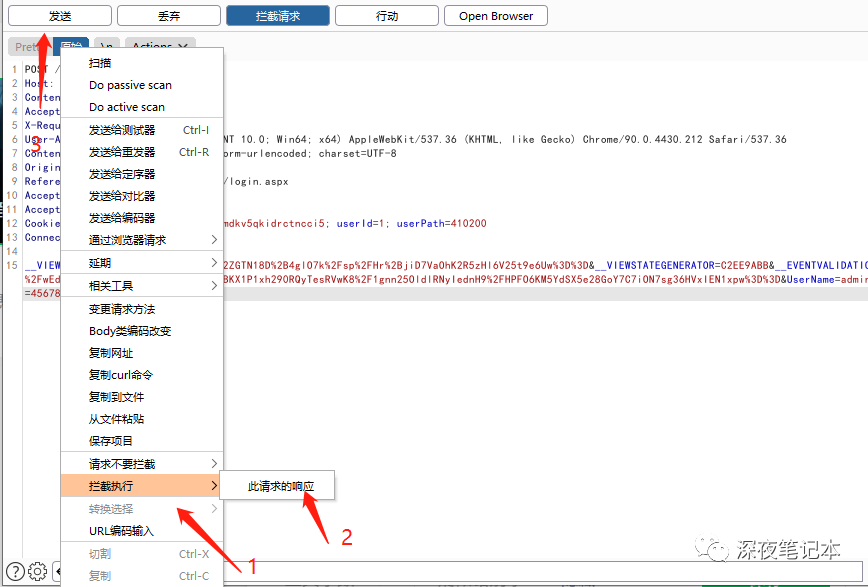 发送 丢弃 拦截请求 行动 Open Browser
Pret 原始 \n Actions
1 POST /
2 Host:
3 Conten
4 Accept
5 X-Requ
6 User-A NT 10.0; Win64; x64) AppleWebKit/537.36 (KHTML, like Gecko) Chrome/90.0.4430.212 Safari/537.36
7 Conten orm-urlencoded; charset=UTF-8
8 Origin
9 Refere /login.aspx
10 Accept
11 Accept
12 Cookie mdkv5qkidrctncci5; userId=1; userPath=410200
13 Connec
14
15 __VIEW 2ZGTN18D%2B4glO7k%2Fsp%2FHr%2BjiD7VaOhK2R5zHl6V25t9e6Uw%3D%3D&__VIEWSTATEGENERATOR=C2EE9ABB&__EVENTVALIDATIO
%2FwEd BKX1P1xh290RQyTesRVwK8%2F1gnn25OldlRNylednH9%2FHPFO6KM5YdSX5e28GoY7C7iON7sg36HVxlEN1xpw%3D%3D&UserName=admin
=45678
扫描
Do passive scan
Do active scan
发送给测试器 Ctrl-I
发送给重发器 Ctrl-R
发送给定序器
发送给对比器
发送给编码器
通过浏览器请求
延期
相关工具
变更请求方法
Body类编码改变
复制网址
复制curl命令
复制到文件
从文件粘贴
保存项目
请求不要拦截
拦截执行
此请求的响应
转换选择
URL编码输入
切割 Ctrl-X
复制 Ctrl-C
3
1
2
深夜笔记本